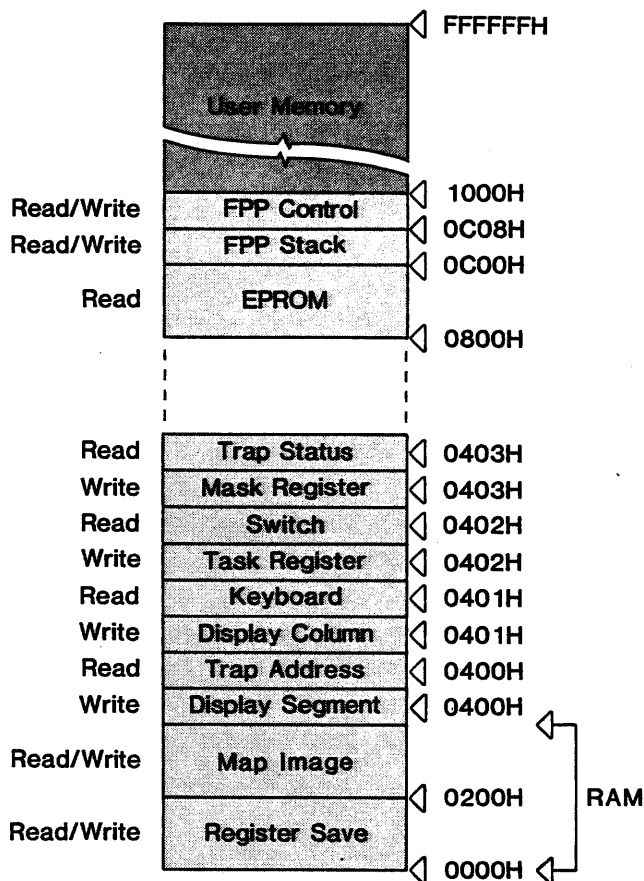 FFFFFFH
User Memory
1000H
Read/Write FPP Control
0C08H
Read/Write FPP Stack
0C00H
Read EPROM
0800H
Read Trap Status 0403H
Write Mask Register 0403H
Read Switch 0402H
Write Task Register 0402H
Read Keyboard 0401H
Write Display Column 0401H
Read Trap Address 0400H
Write Display Segment 0400H
Read/Write Map Image
0200H RAM
Read/Write Register Save
0000H